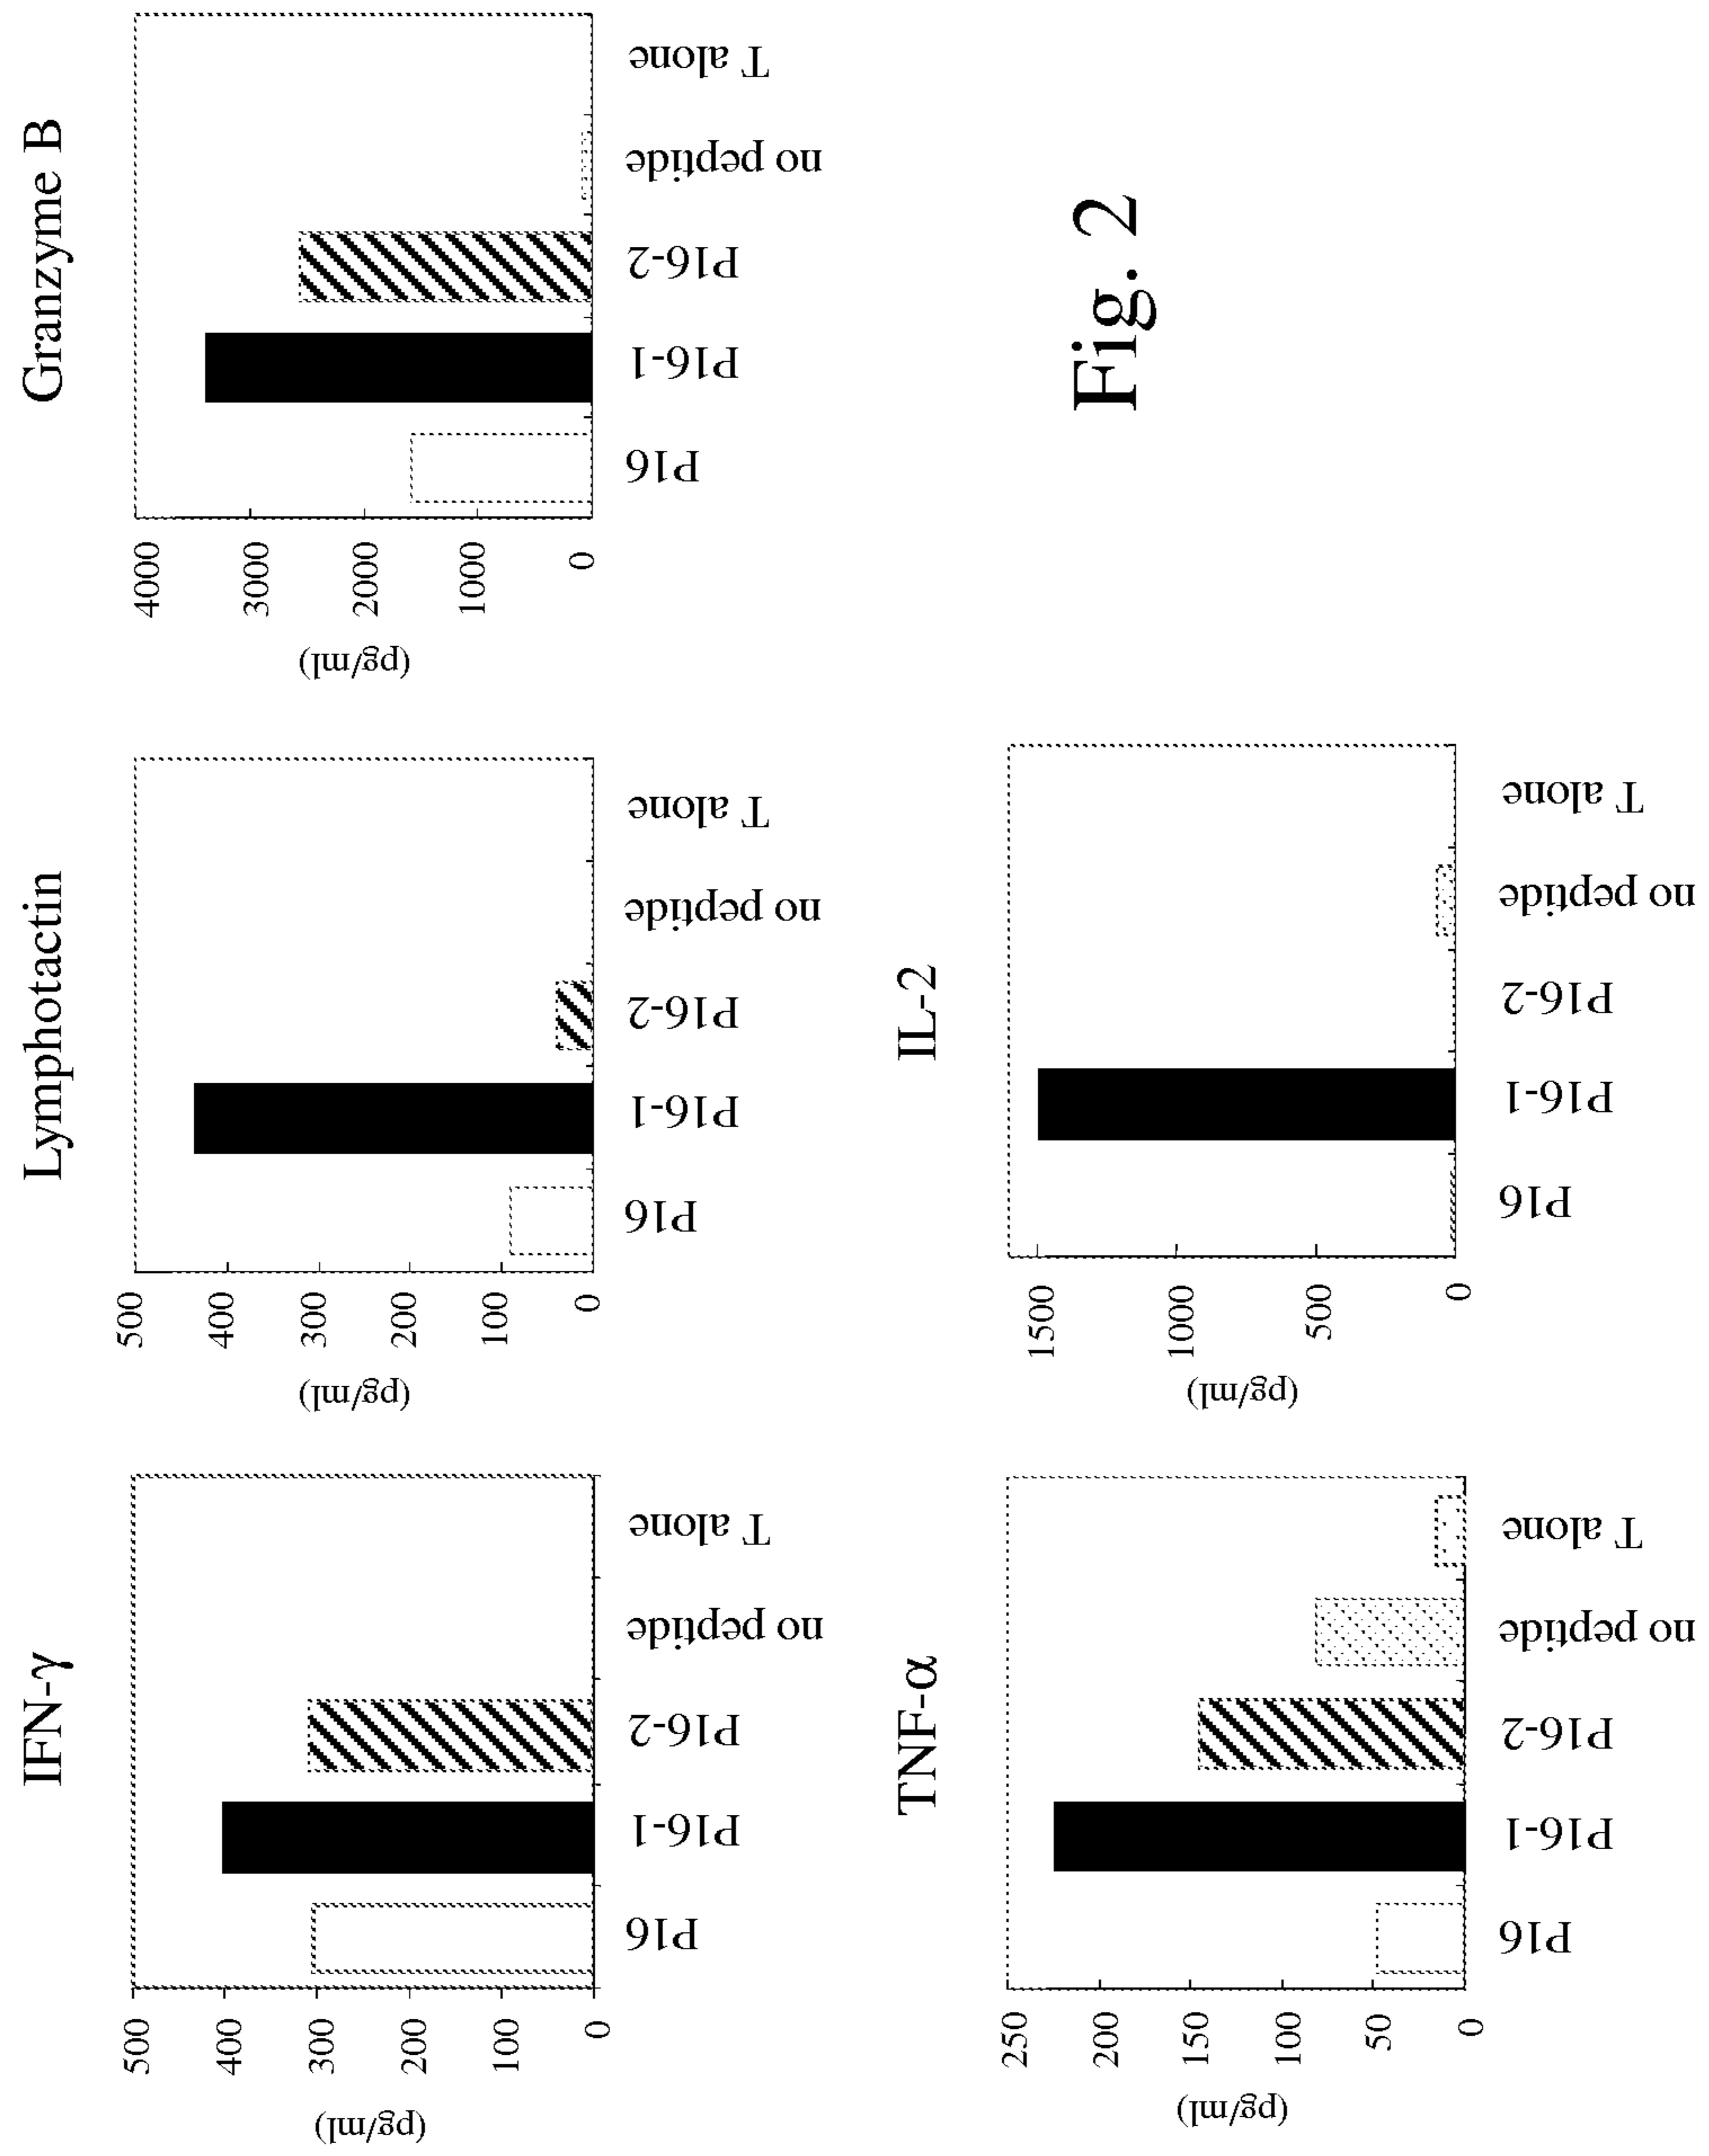 IFN-γ
(pg/ml)
500
400
300
200
100
0
P16
P16-1
P16-2
no peptide
T alone
Lymphotactin
(pg/ml)
500
400
300
200
100
0
P16
P16-1
P16-2
no peptide
T alone
Granzyme B
(pg/ml)
4000
3000
2000
1000
0
P16
P16-1
P16-2
no peptide
T alone
TNF-α
(pg/ml)
250
200
150
100
50
0
P16
P16-1
P16-2
no peptide
T alone
IL-2
(pg/ml)
1500
1000
500
0
P16
P16-1
P16-2
no peptide
T alone
Fig. 2